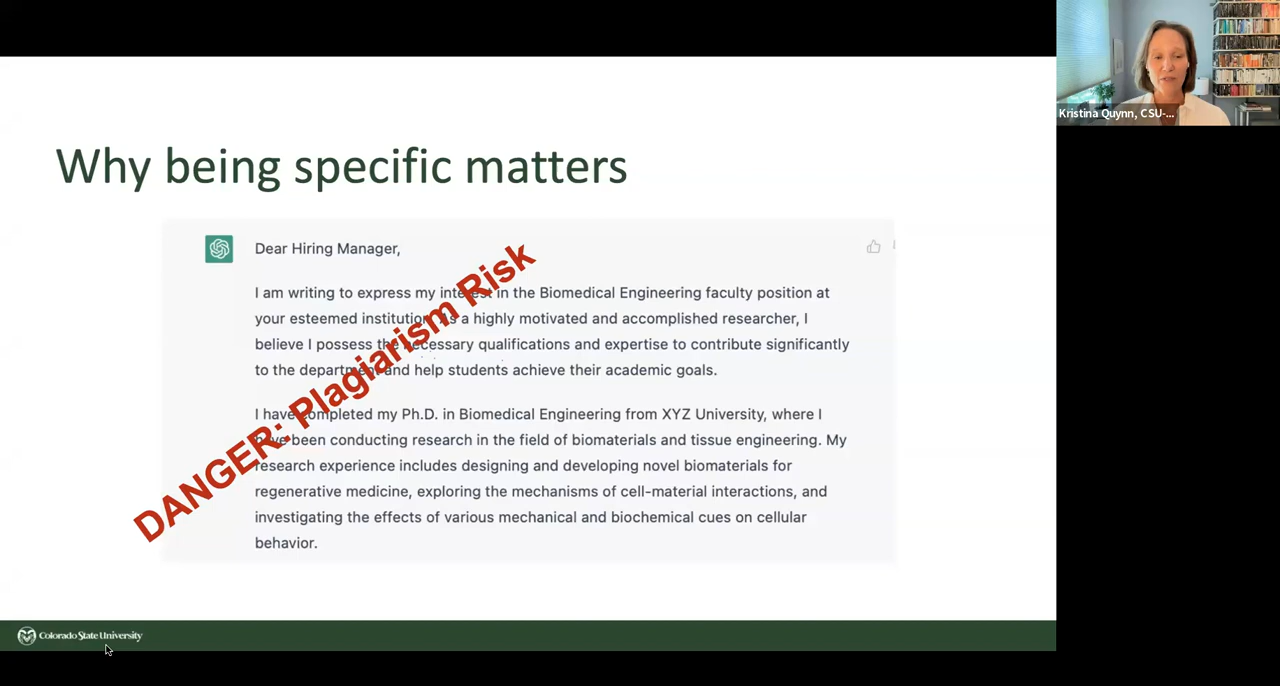 Kristina Quynn, CSU-...
Why being specific matters
Dear Hiring Manager,
I am writing to express my interest in the Biomedical Engineering faculty position at
your esteemed institution. As a highly motivated and accomplished researcher, I
believe I possess the necessary qualifications and expertise to contribute significantly
to the department and help students achieve their academic goals.
I have completed my Ph.D. in Biomedical Engineering from XYZ University, where I
have been conducting research in the field of biomaterials and tissue engineering. My
research experience includes designing and developing novel biomaterials for
regenerative medicine, exploring the mechanisms of cell-material interactions, and
investigating the effects of various mechanical and biochemical cues on cellular
behavior.
DANGER: Plagiarism Risk
Colorado State University